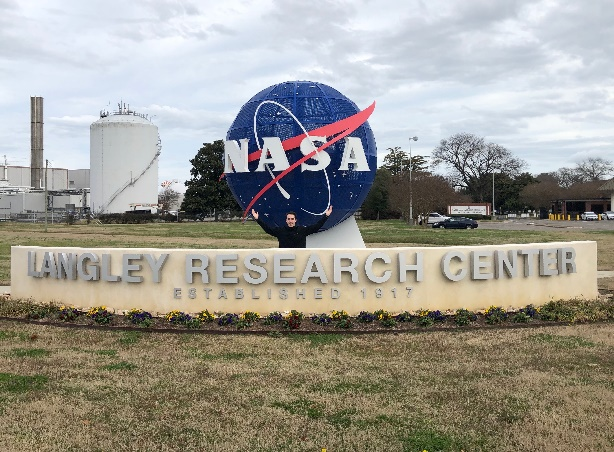 NASA
LANGLEY RESEARCH CENTER
ESTABLISHED 1917